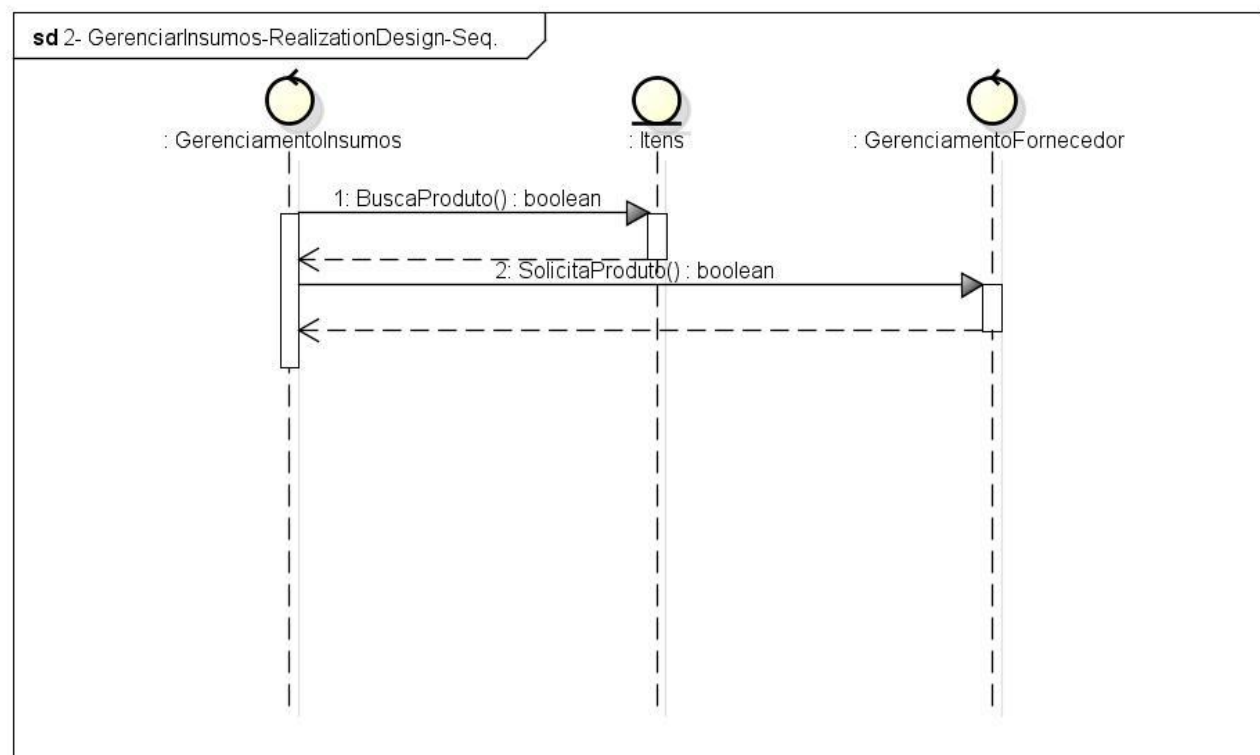 sd 2- GerenciarInsumos-RealizationDesign-Seq.
: GerenciamentoInsumos
: Itens
: GerenciamentoFornecedor
1: BuscaProduto() : boolean
2: SolicitaProduto() : boolean